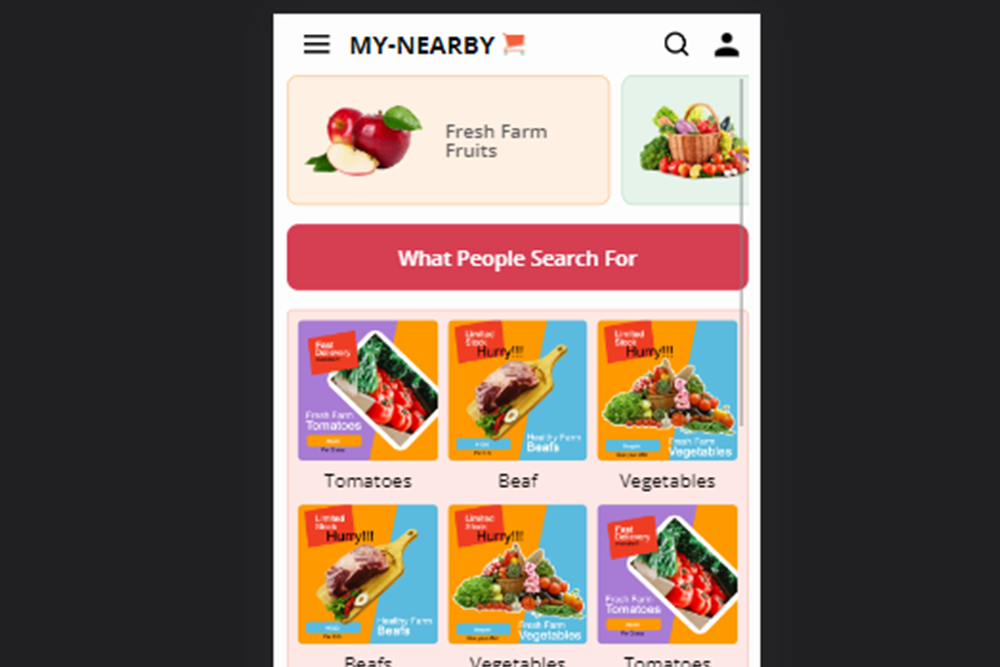 MY-NEARBY
Fresh Farm
Fruits
What People Search For
Fast
Delivery
Fresh Farm
Tomatoes
Limited
Stock
Hurry!!!
Healthy Farm
Beafs
Limited
Stock
Hurry!!!
Fresh Farm
Vegetables
Tomatoes
Beaf
Vegetables
Limited
Stock
Hurry!!!
Healthy Farm
Beafs
Limited
Stock
Hurry!!!
Fresh Farm
Vegetables
Fast
Delivery
Fresh Farm
Tomatoes
Beafs
Vegetables
Tomatoes